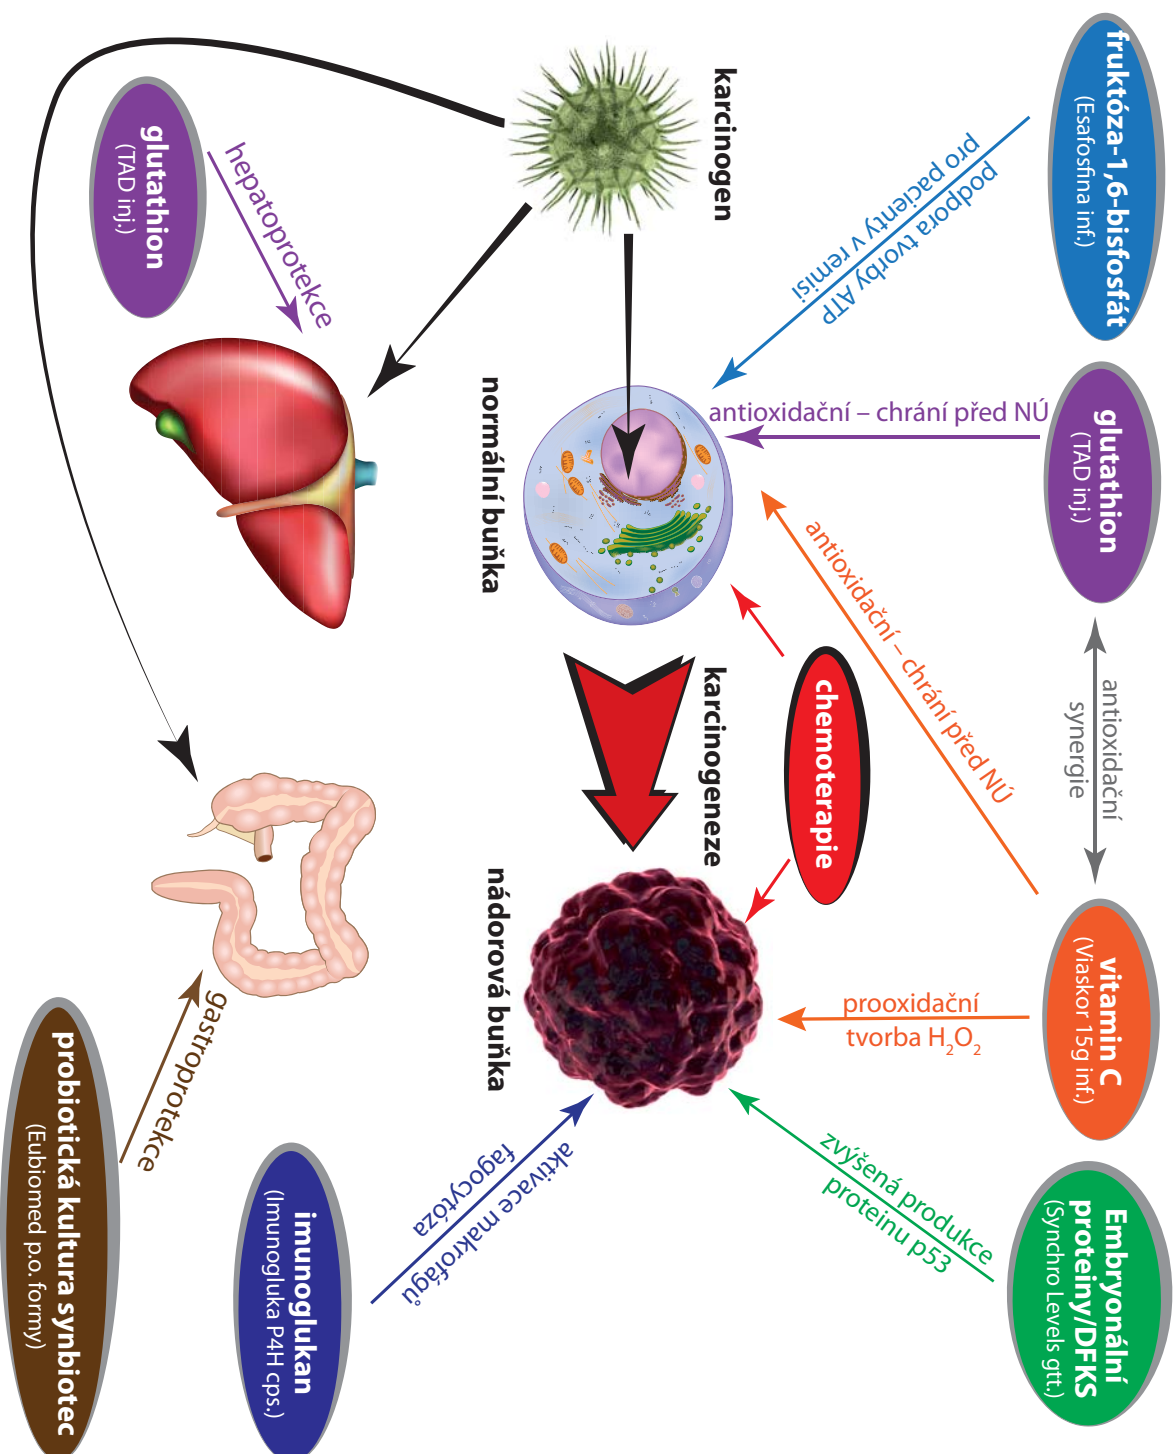 fruktóza-1,6-bisfosfát
(Esafosfina inf.)
glutathion
(TAD inj.)
antioxidační
synergie
vitamin C
(Viaskor 15g inf.)
Embryonální
proteiny/DFKS
(Synchro Levels gtt.)
podpora tvorby ATP
pro pacienty v remisi
antioxidační – chrání před NÚ
antioxidační – chrání před NÚ
prooxidační
tvorba H₂O₂
zvýšená produkce
proteinu p53
chemoterapie
karcinogen
karcinogeneze
normální buňka
nádorová buňka
aktivace makrofágů
fagocytóza
glutathion
(TAD inj.)
hepatoprotekce
gastroprotekce
imunoglukan
(Imunogluka P4H cps.)
probiotická kultura synbiotec
(Eubiomed p.o. formy)